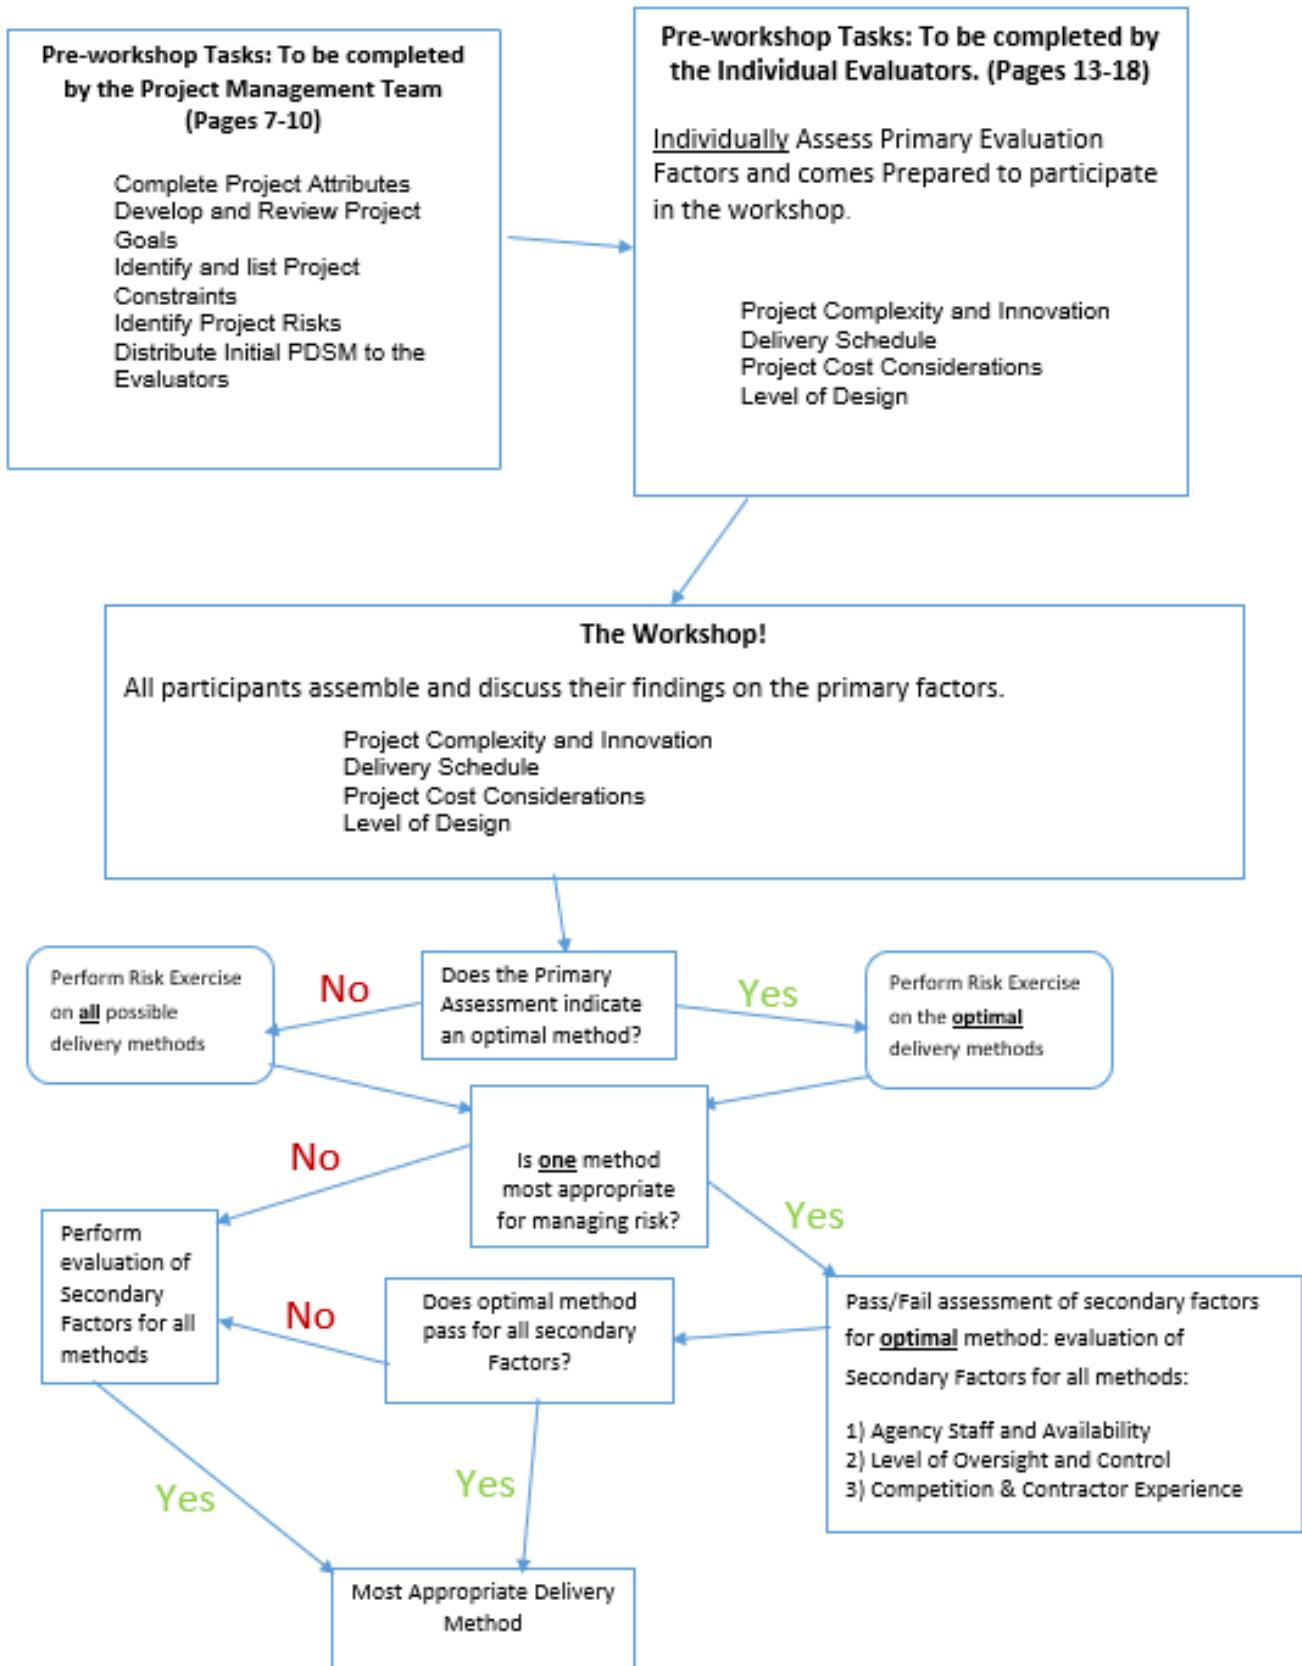 Pre-workshop Tasks: To be completed
by the Project Management Team
(Pages 7-10)
Complete Project Attributes
Develop and Review Project
Goals
Identify and list Project
Constraints
Identify Project Risks
Distribute Initial PDSM to the
Evaluators
Pre-workshop Tasks: To be completed by
the Individual Evaluators. (Pages 13-18)
Individually Assess Primary Evaluation
Factors and comes Prepared to participate
in the workshop.
Project Complexity and Innovation
Delivery Schedule
Project Cost Considerations
Level of Design
The Workshop!
All participants assemble and discuss their findings on the primary factors.
Project Complexity and Innovation
Delivery Schedule
Project Cost Considerations
Level of Design
Perform Risk Exercise
on all possible
delivery methods
No
Does the Primary
Assessment indicate
an optimal method?
Yes
Perform Risk Exercise
on the optimal
delivery methods
No
Is one method
most appropriate
for managing risk?
Yes
Perform
evaluation of
Secondary
Factors for all
methods
No
Does optimal method
pass for all secondary
Factors?
Pass/Fail assessment of secondary factors
for optimal method: evaluation of
Secondary Factors for all methods:
1) Agency Staff and Availability
2) Level of Oversight and Control
3) Competition & Contractor Experience
Yes
Yes
Most Appropriate Delivery
Method